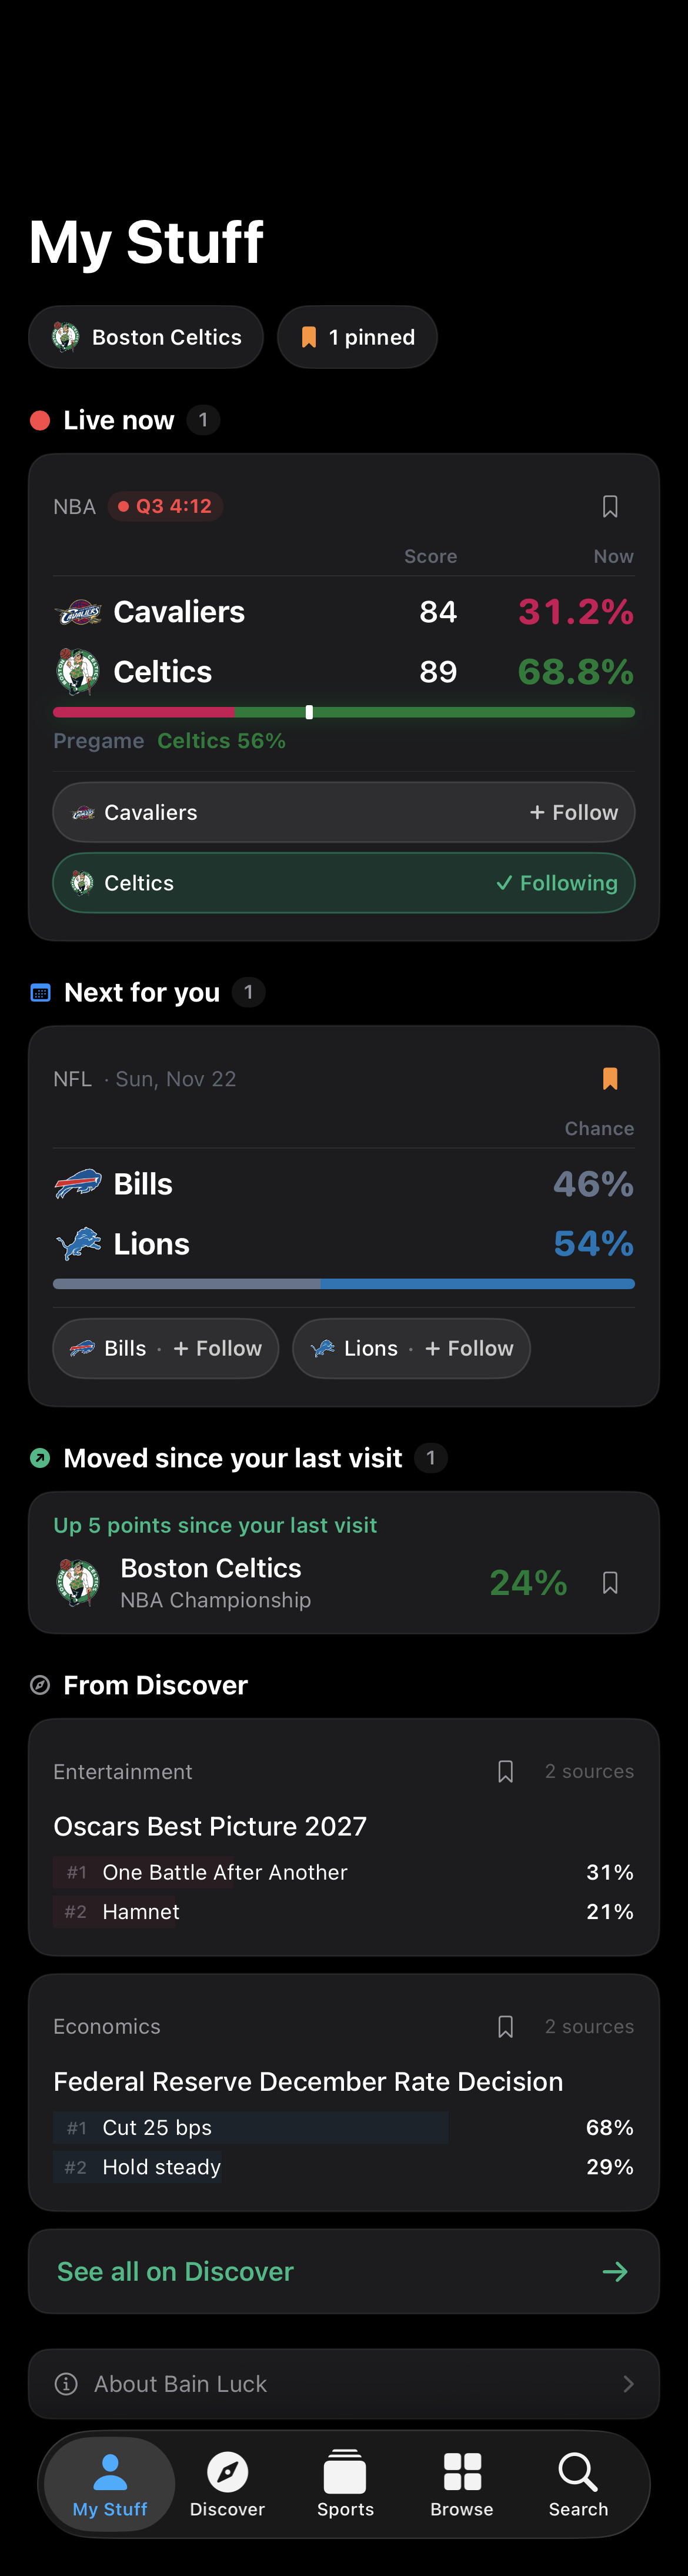 My Stuff
Boston Celtics
1 pinned
Live now 1
NBA Q3 4:12
Score Now
Cavaliers 84 31.2%
Celtics 89 68.8%
Pregame Celtics 56%
Cavaliers + Follow
Celtics ✓ Following
Next for you 1
NFL · Sun, Nov 22
Chance
Bills 46%
Lions 54%
Bills · + Follow
Lions · + Follow
Moved since your last visit 1
Up 5 points since your last visit
Boston Celtics
NBA Championship
24%
From Discover
Entertainment 2 sources
Oscars Best Picture 2027
#1 One Battle After Another 31%
#2 Hamnet 21%
Economics 2 sources
Federal Reserve December Rate Decision
#1 Cut 25 bps 68%
#2 Hold steady 29%
See all on Discover →
About Bain Luck
My Stuff
Discover
Sports
Browse
Search